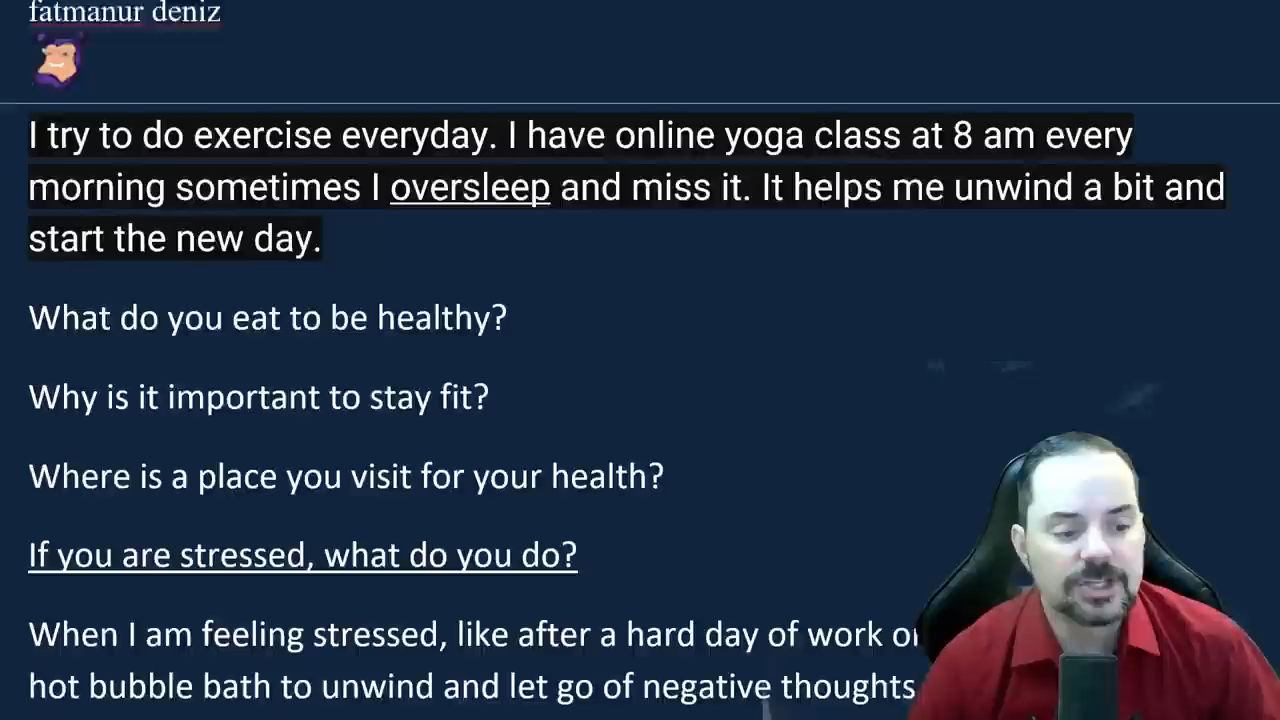 fatmanur deniz
I try to do exercise everyday. I have online yoga class at 8 am every
morning sometimes I oversleep and miss it. It helps me unwind a bit and
start the new day.
What do you eat to be healthy?
Why is it important to stay fit?
Where is a place you visit for your health?
If you are stressed, what do you do?
When I am feeling stressed, like after a hard day of work
hot bubble bath to unwind and let go of negative thoughts